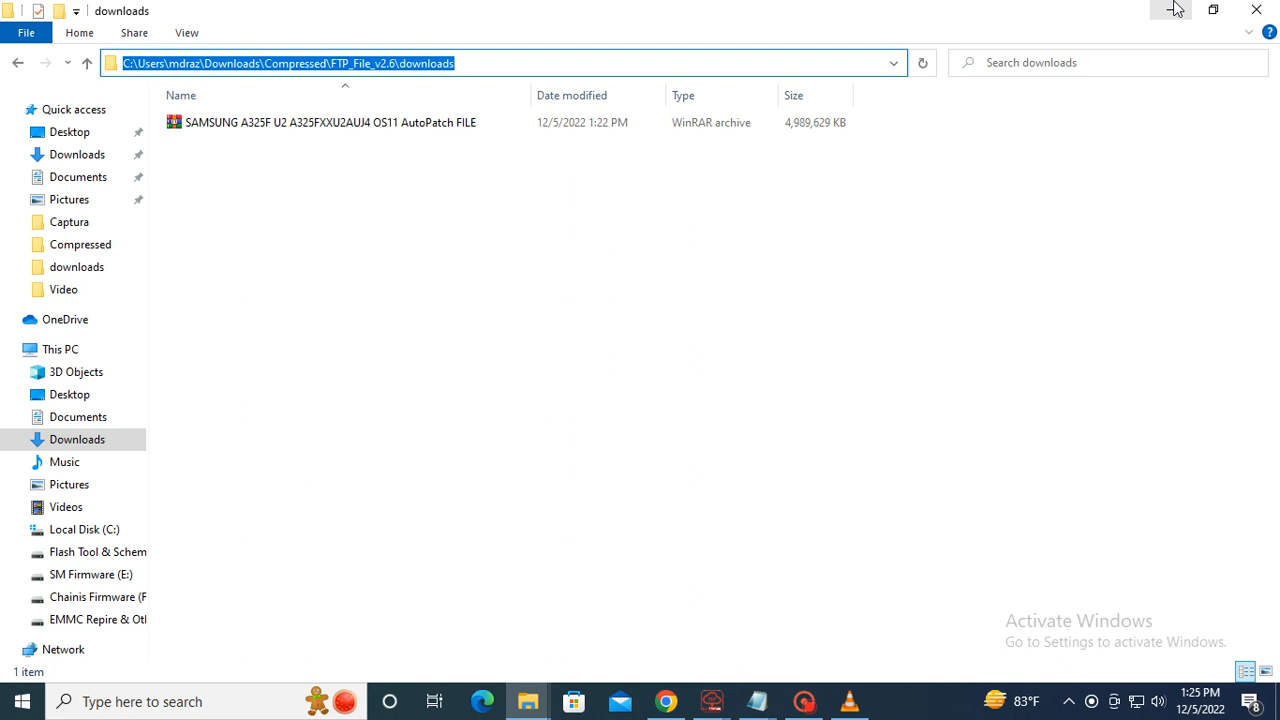 downloads
File Home Share View
C:\Users\mdraz\Downloads\Compressed\FTP_File_v2.6\downloads
Search downloads
Name Date modified Type Size
SAMSUNG A325F U2 A325FXXU2AUJ4 OS11 AutoPatch FILE 12/5/2022 1:22 PM WinRAR archive 4,989,629 KB
Quick access
Desktop
Downloads
Documents
Pictures
Captura
Compressed
downloads
Video
OneDrive
This PC
3D Objects
Desktop
Documents
Downloads
Music
Pictures
Videos
Local Disk (C:)
Flash Tool & Schem
SM Firmware (E:)
Chainis Firmware (F
EMMC Repire & Otl
Network
Activate Windows
Go to Settings to activate Windows.
1 item
Type here to search
83°F
1:25 PM
12/5/2022
8